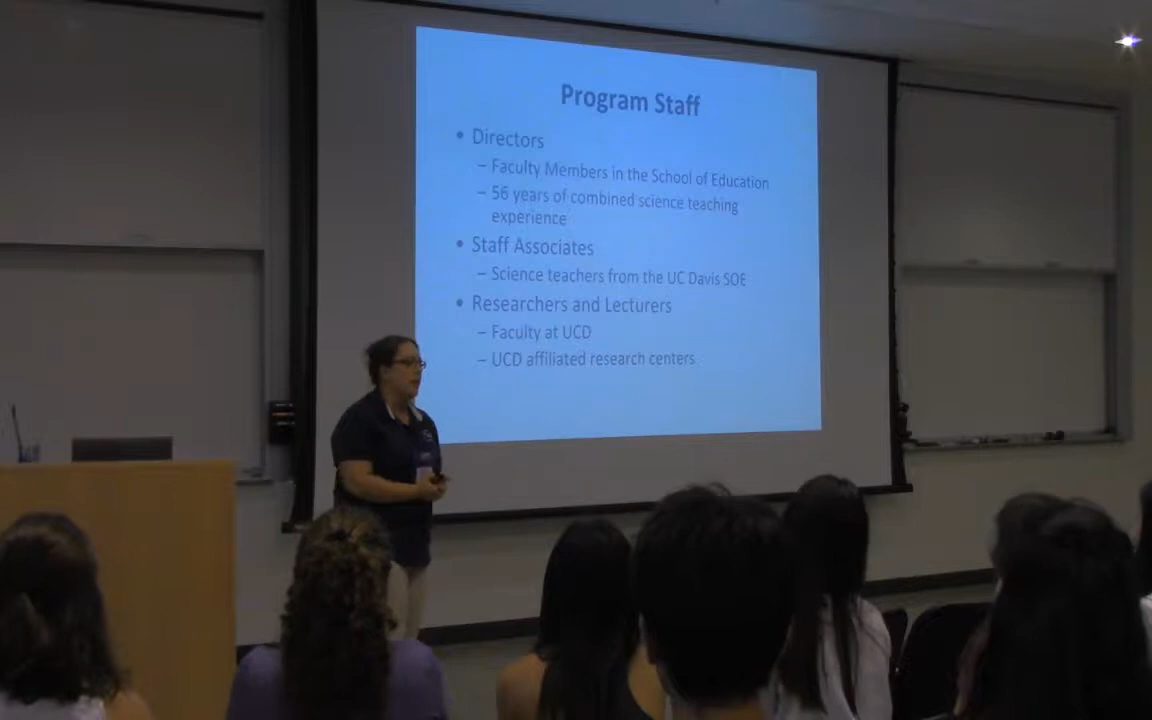 Program Staff
• Directors
– Faculty Members in the School of Education
– 56 years of combined science teaching
experience
• Staff Associates
– Science teachers from the UC Davis SOE
• Researchers and Lecturers
– Faculty at UCD
– UCD affiliated research centers